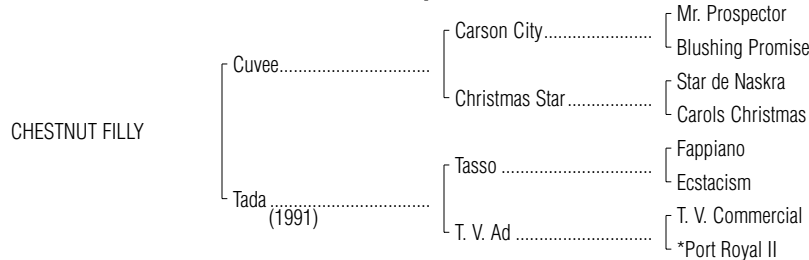 Mr. Prospector
Carson City........................
Blushing Promise
Cuvee.................................
Star de Naskra
Christmas Star...................
Carols Christmas
CHESTNUT FILLY
Fappiano
Tasso ................................
Ecstacism
Tada ...................................
(1991)
T. V. Commercial
T. V. Ad .............................
*Port Royal II